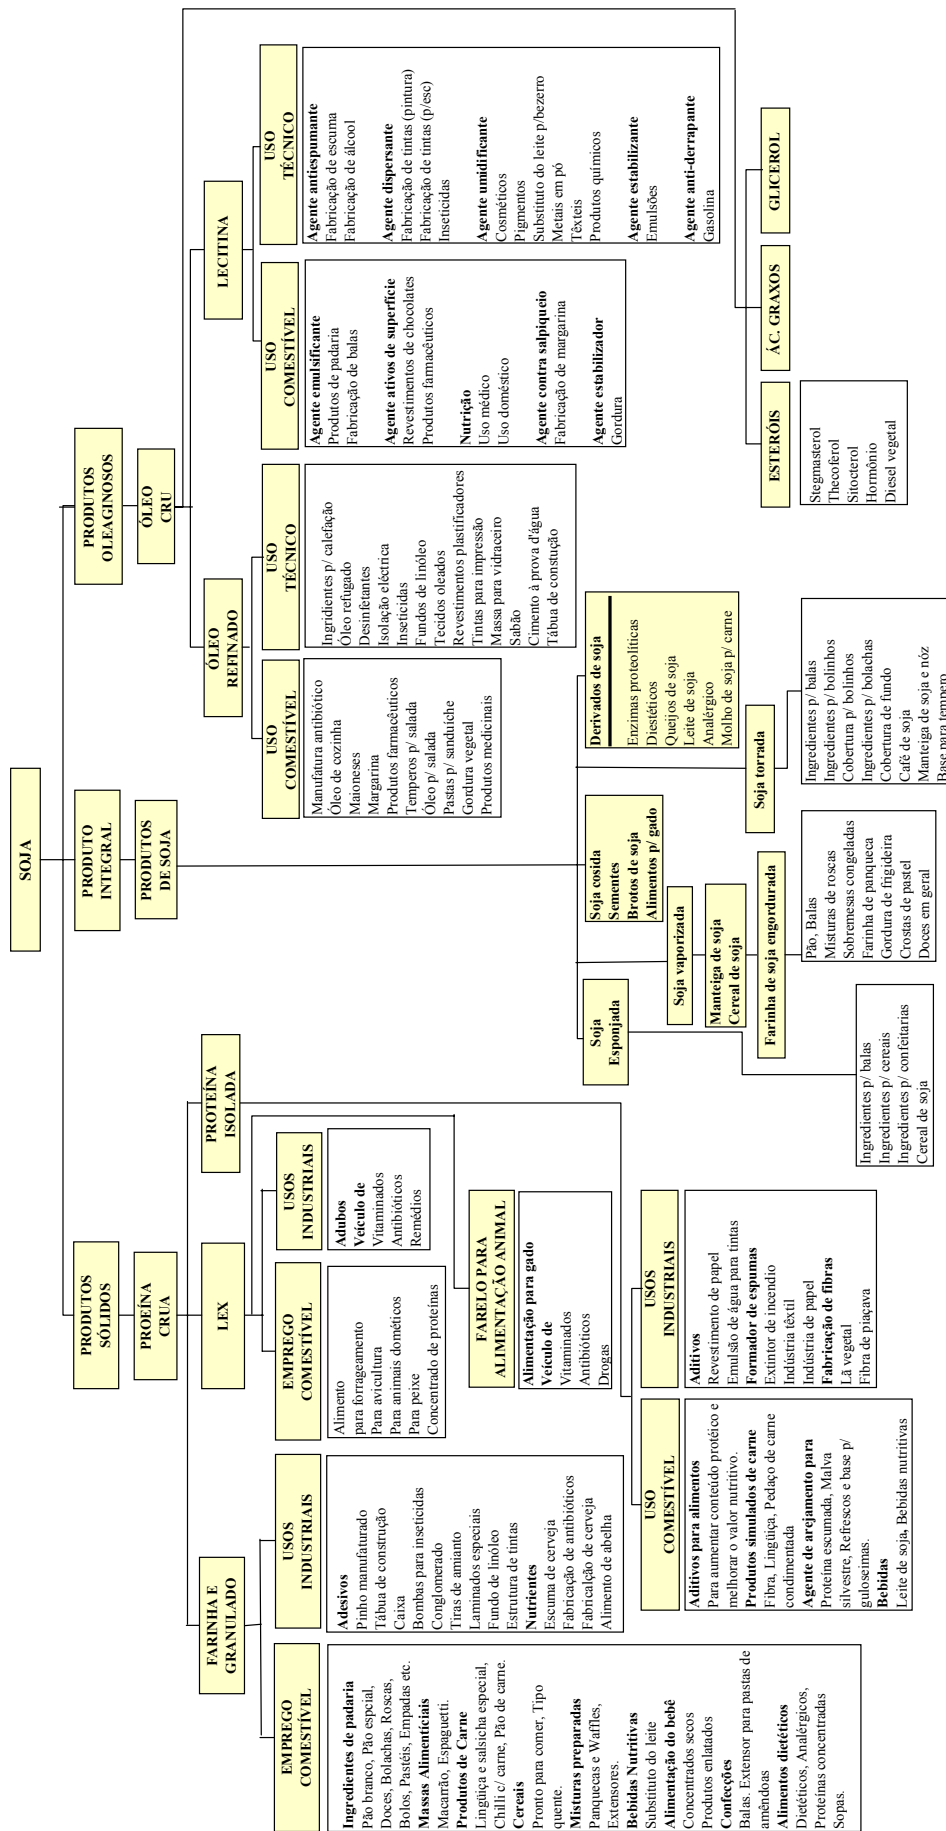 SOJA
PRODUTOS
SÓLIDOS
PRODUTO
INTEGRAL
PRODUTOS
OLEAGINOSOS
PROEÍNA
CRUA
PRODUTOS
DE SOJA
ÓLEO
CRU
FARINHA E
GRANULADO
LEX
PROTEÍNA
ISOLADA
ÓLEO
REFINADO
LECITINA
EMPREGO
COMESTÍVEL
Ingredientes de padaria
Pão branco, Pão espcial,
Doces, Bolachas, Roscas,
Bolos, Pastéis, Empadas etc.
Massas Alimentíciais
Macarrão, Espaguetti.
Produtos de Carne
Lingüiça e salsicha especial,
Chilli c/ carne, Pão de carne.
Cereais
Pronto para comer, Tipo
quente.
Misturas preparadas
Panquecas e Waffles,
Extensores.
Bebidas Nutritivas
Substituto do leite
Alimentação do bebê
Concentrados secos
Produtos enlatados
Confecções
Balas. Extensor para pastas de
amêndoas
Alimentos dietéticos
Dietéticos, Analérgicos,
Proteínas concentradas
Sopas.
USOS
INDUSTRIAIS
Adesivos
Pinho manufaturado
Tábua de construção
Caixa
Bombas para inseticidas
Conglomerado
Tiras de amianto
Laminados especiais
Fundo de linóleo
Estrutura de tintas
Nutrientes
Escuma de cerveja
Fabricação de antibióticos
Fabricalção de cerveja
Alimento de abelha
EMPREGO
COMESTÍVEL
Alimento
para forrageamento
Para avicultura
Para animais dométicos
Para peixe
Concentrado de proteínas
USOS
INDUSTRIAIS
Adubos
Veículo de
Vitaminados
Antibióticos
Remédios
FARELO PARA
ALIMENTAÇÃO ANIMAL
Alimentação para gado
Veículo de
Vitaminados
Antibióticos
Drogas
USO
COMESTÍVEL
Aditivos para alimentos
Para aumentar conteúdo protéico e
melhorar o valor nutritivo.
Produtos simulados de carne
Fibra, Lingüiça, Pedaço de carne
condimentada
Agente de arejamento para
Proteína escumada, Malva
silvestre, Refrescos e base p/
guloseimas.
Bebidas
Leite de soja, Bebidas nutritivas
USOS
INDUSTRIAIS
Aditivos
Revestimento de papel
Emulsão de água para tintas
Formador de espumas
Extintor de incendio
Indústria têxtil
Indústria de papel
Fabricação de fibras
Lã vegetal
Fibra de piaçava
Soja
Esponjada
Ingredientes p/ balas
Ingredientes p/ cereais
Ingredientes p/ confeitarias
Cereal de soja
Soja cosida
Sementes
Brotos de soja
Alimentos p/ gado
Soja vaporizada
Manteiga de soja
Cereal de soja
Farinha de soja engordurada
Pão, Balas
Misturas de roscas
Sobremesas congeladas
Farinha de panqueca
Gordura de frigideira
Crostas de pastel
Doces em geral
Derivados de soja
Enzimas proteolíticas
Diestéticos
Queijos de soja
Leite de soja
Analérgico
Molho de soja p/ carne
Soja torrada
Ingredientes p/ balas
Ingredientes p/ bolinhos
Cobertura p/ bolinhos
Ingredientes p/ bolachas
Cobertura de fundo
Café de soja
Manteiga de soja e nóz
Base para tempero
USO
COMESTÍVEL
Manufatura antibiótico
Óleo de cozinha
Maioneses
Margarina
Produtos farmacêuticos
Temperos p/ salada
Óleo p/ salada
Pastas p/ sanduiche
Gordura vegetal
Produtos medicinais
USO
TÉCNICO
Ingridientes p/ calefação
Óleo refugado
Desinfetantes
Isolação eléctrica
Inseticidas
Fundos de linóleo
Tecidos oleados
Revestimentos plastificadores
Tintas para impressão
Massa para vidraceiro
Sabão
Cimento à prova d'água
Tábua de constução
USO
COMESTÍVEL
Agente emulsificante
Produtos de padaria
Fabricação de balas
Agente ativos de superfície
Revestimentos de chocolates
Produtos farmacêuticos
Nutrição
Uso médico
Uso doméstico
Agente contra salpiqueio
Fabricação de margarina
Agente estabilizador
Gordura
USO
TÉCNICO
Agente antiespumante
Fabricação de escuma
Fabricação de álcool
Agente dispersante
Fabricação de tintas (pintura)
Fabricação de tintas (p/esc)
Inseticidas
Agente umidificante
Cosméticos
Pigmentos
Substituto do leite p/bezerro
Metais em pó
Têxteis
Produtos químicos
Agente estabilizante
Emulsões
Agente anti-derrapante
Gasolina
ESTERÓIS
Stegmasterol
Thecoferol
Sitocterol
Hormônio
Diesel vegetal
ÁC. GRAXOS
GLICEROL